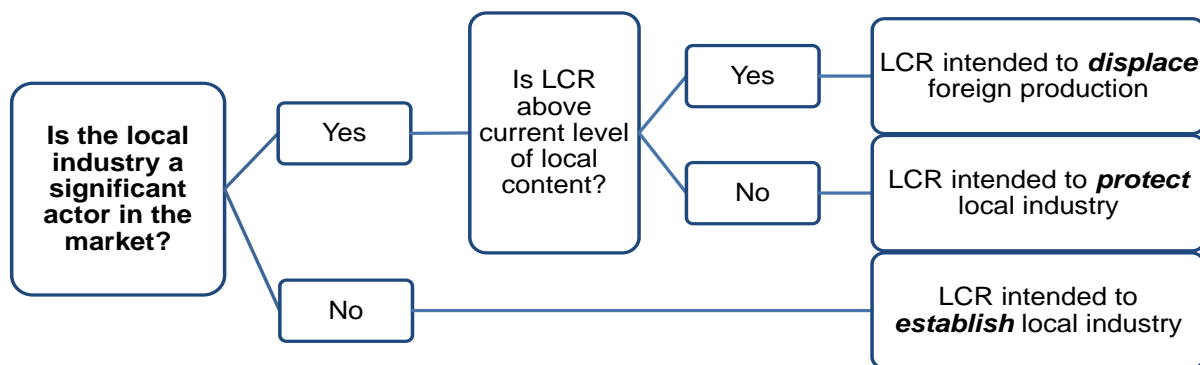 Is the local
industry a
significant
actor in the
market?
Yes
No
Is LCR
above
current level
of local
content?
Yes
No
LCR intended to displace
foreign production
LCR intended to protect
local industry
LCR intended to
establish local industry